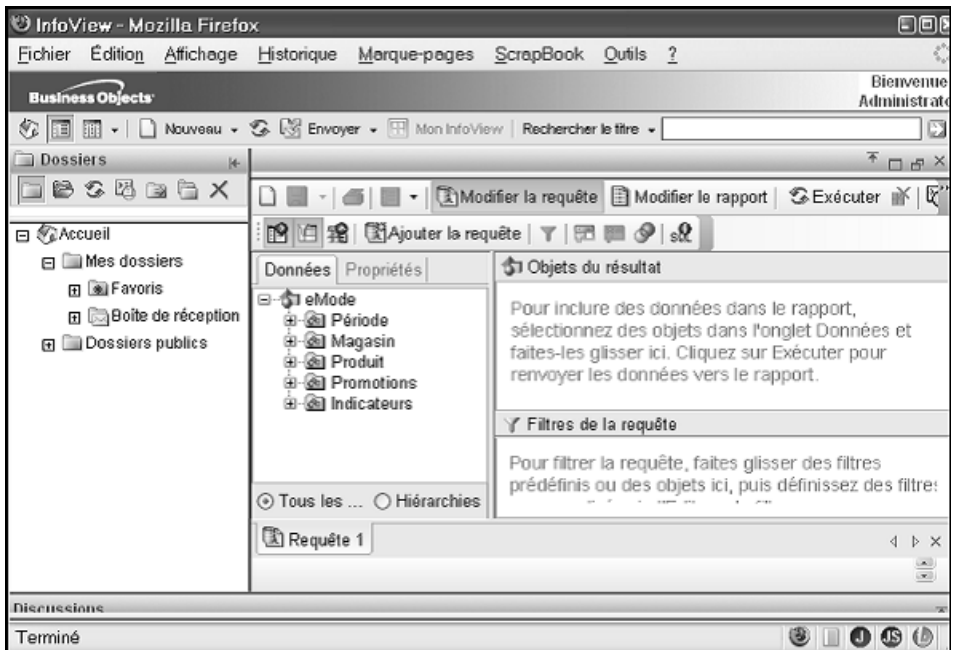 InfoView - Mozilla Firefox
Fichier Édition Affichage Historique Marque-pages ScrapBook Outils ?
Business Objects
Bienvenue
Administrat
Nouveau Envoyer Mon InfoView Rechercher le titre
Dossiers
Modifier la requête Modifier le rapport Exécuter
Accueil
Mes dossiers
Favoris
Boîte de réception
Dossiers publics
Ajouter la requête
Données Propriétés
eMode
Période
Magasin
Produit
Promotions
Indicateurs
Tous les ... Hiérarchies
Objets du résultat
Pour inclure des données dans le rapport,
sélectionnez des objets dans l'onglet Données et
faites-les glisser ici. Cliquez sur Exécuter pour
renvoyer les données vers le rapport.
Filtres de la requête
Pour filtrer la requête, faites glisser des filtres
prédéfinis ou des objets ici, puis définissez des filtres
Requête 1
Discussions
Terminé